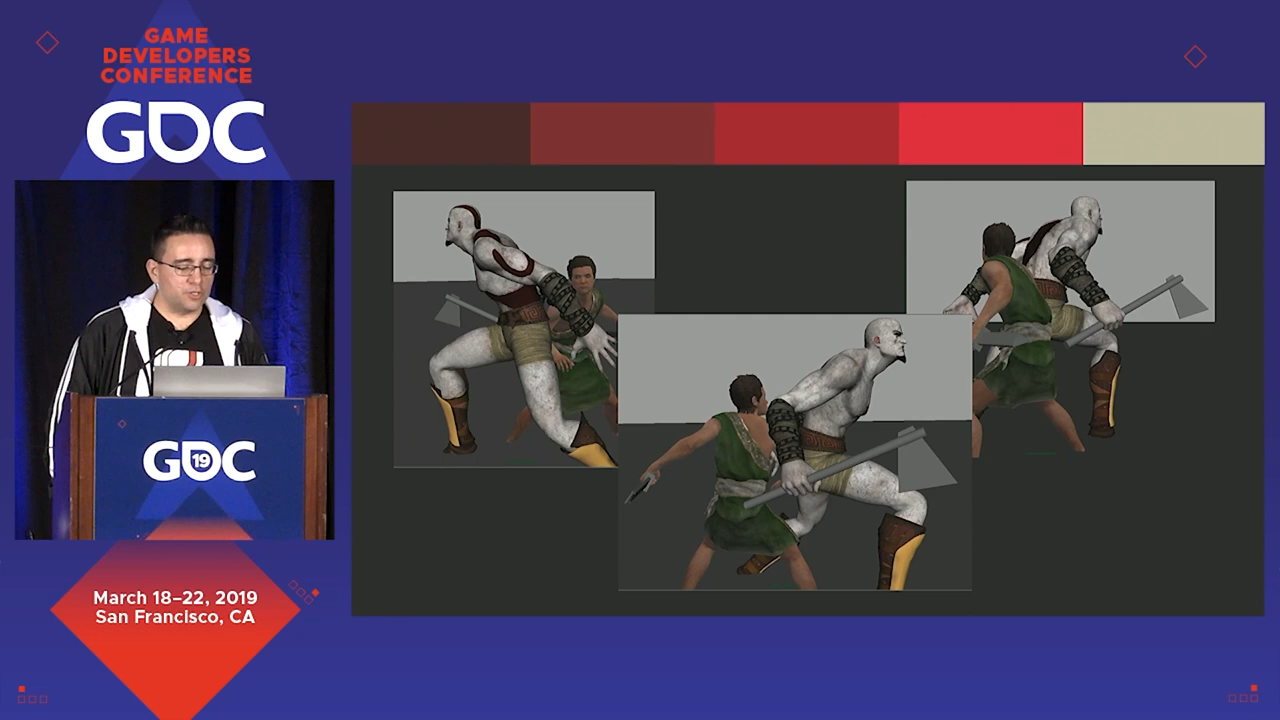 GAME
DEVELOPERS
CONFERENCE
GDC
GDC
19
March 18–22, 2019
San Francisco, CA